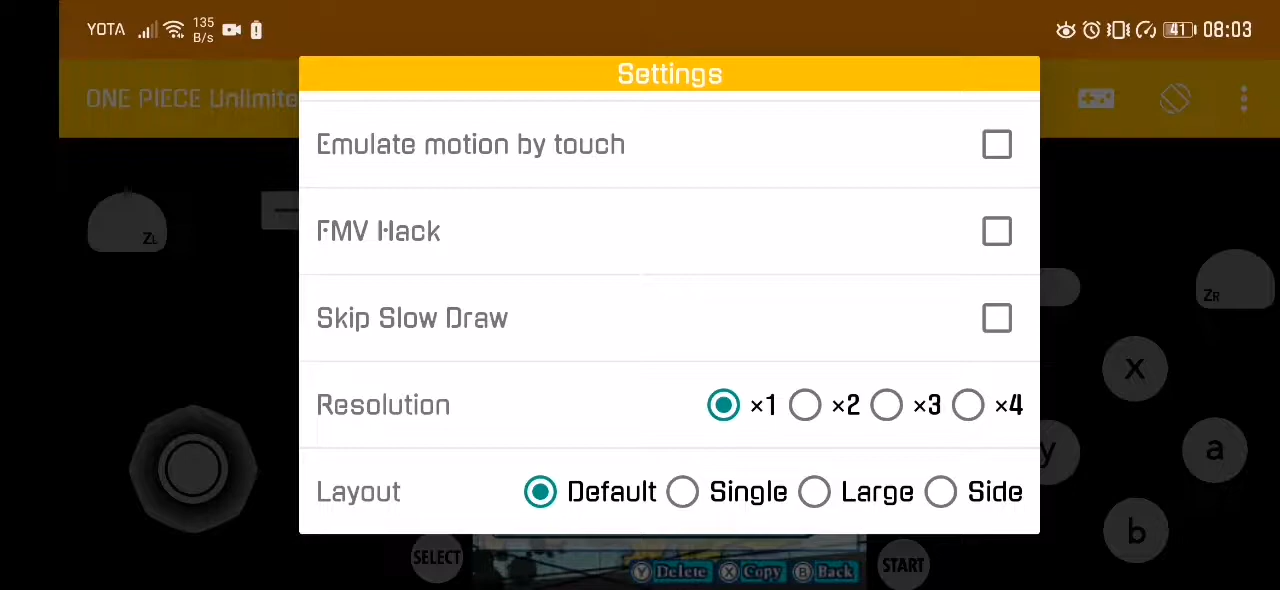 YOTA 135 B/s 41 08:03
Settings
ONE PIECE Unlimite
Emulate motion by touch
ZL
FMV Hack
ZR
Skip Slow Draw
X
Resolution ×1 ×2 ×3 ×4
y
a
Layout Default Single Large Side
b
SELECT
START
Y Delete X Copy B Back